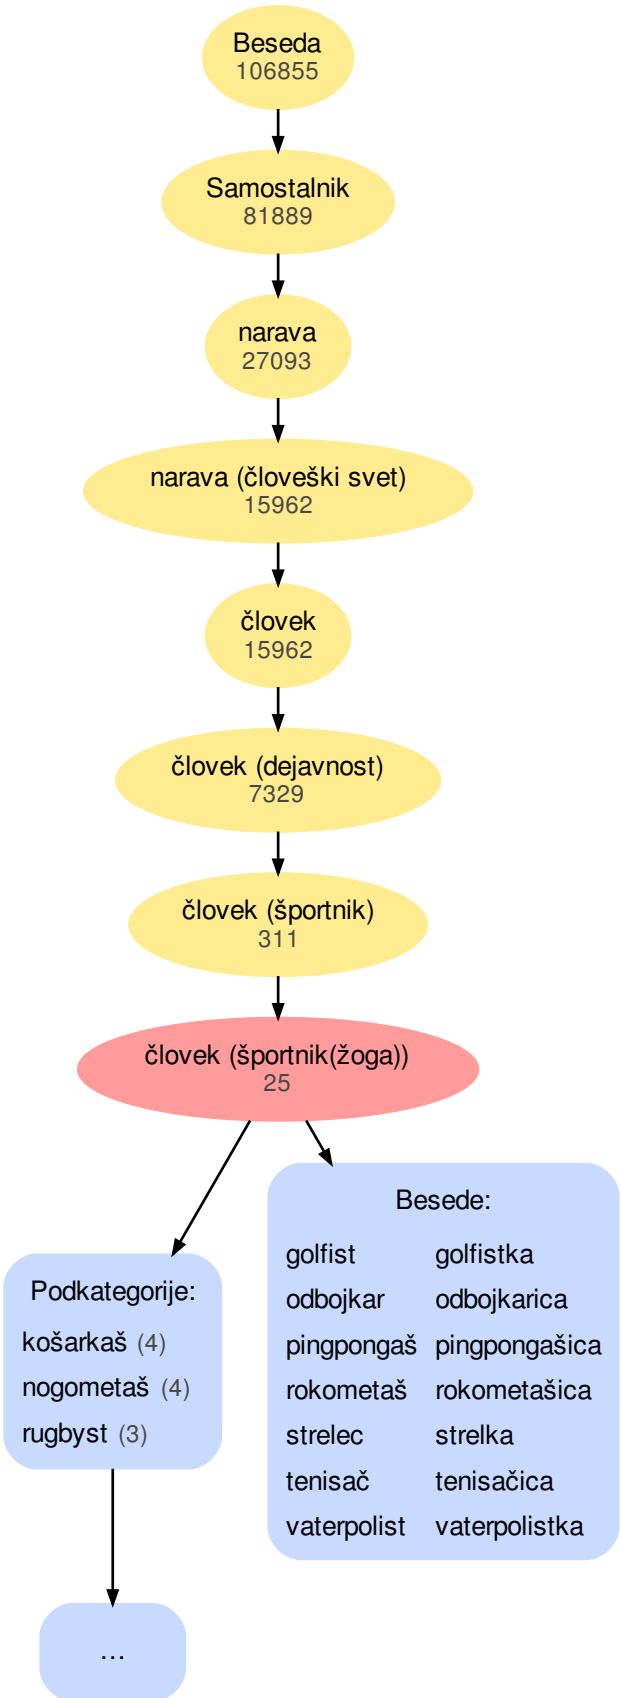 Beseda
106855
Samostalnik
81889
narava
27093
narava (človeški svet)
15962
človek
15962
človek (dejavnost)
7329
človek (športnik)
311
človek (športnik(žoga))
25
Podkategorije:
košarkaš (4)
nogometaš (4)
rugbyst (3)
...
Besede:
golfist golfistka
odbojkar odbojkarica
pingpongaš pingpongašica
rokometaš rokometašica
strelec strelka
tenisač tenisačica
vaterpolist vaterpolistka